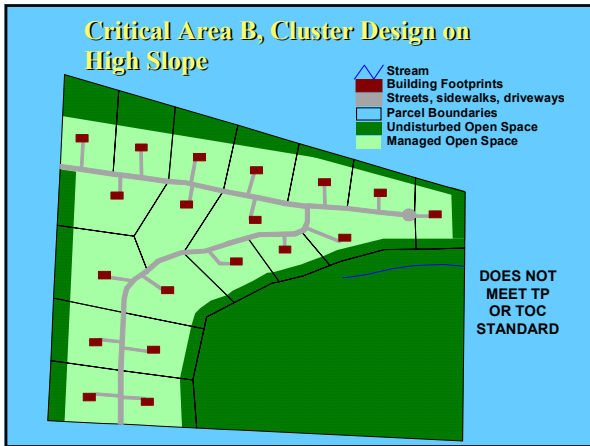 Critical Area B, Cluster Design on
High Slope
Stream
Building Footprints
Streets, sidewalks, driveways
Parcel Boundaries
Undisturbed Open Space
Managed Open Space
DOES NOT
MEET TP
OR TOC
STANDARD